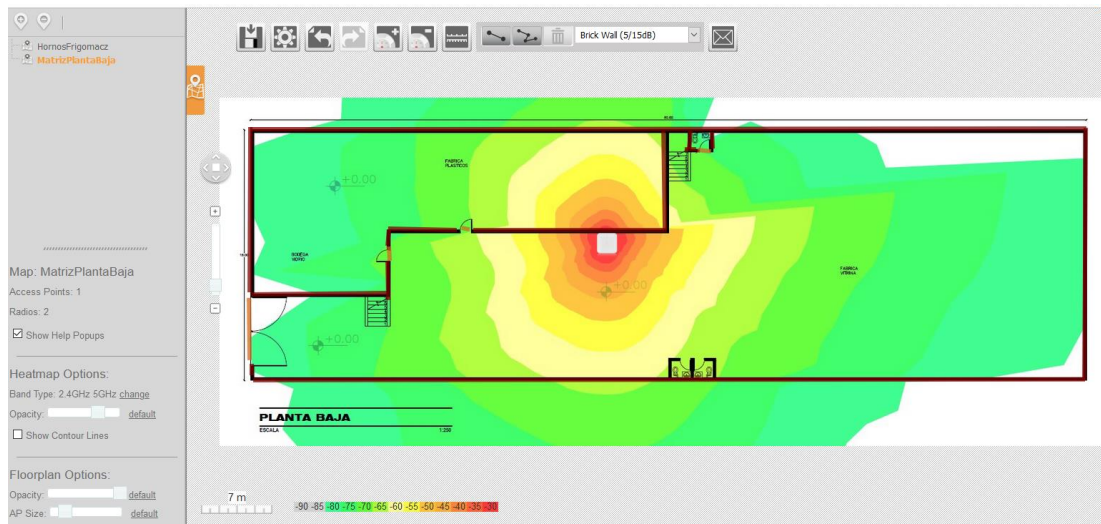 HornosFrigomacz
MatrizPlantaBaja
Brick Wall (5/15dB)
FABRICA
PLASTICOS
+0.00
BODEGA
+0.00
FABRICA
VITRINA
+0.00
Map: MatrizPlantaBaja
Access Points: 1
Radios: 2
Show Help Popups
Heatmap Options:
Band Type: 2.4GHz 5GHz change
Opacity: default
Show Contour Lines
PLANTA BAJA
ESCALA 1:250
Floorplan Options:
Opacity: default
AP Size: default
7 m
-90 -85 -80 -75 -70 -65 -60 -55 -50 -45 -40 -35 -30